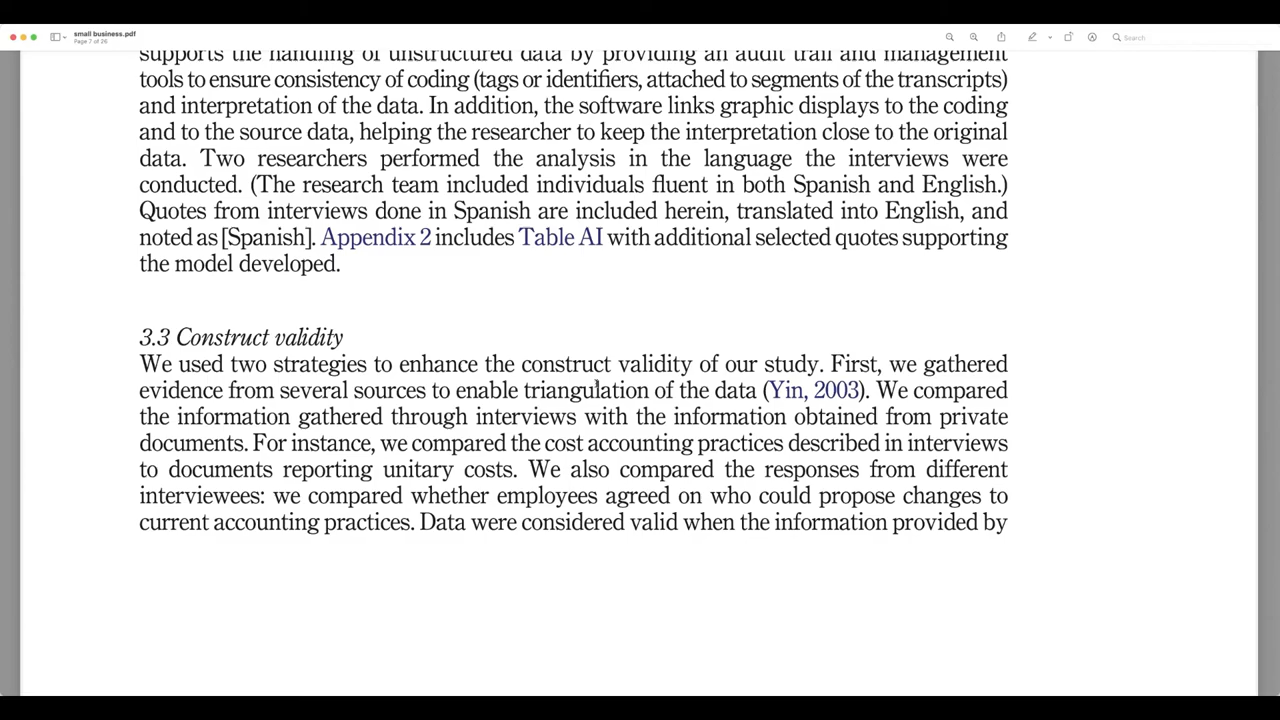 small business.pdf
Page 7 of 26
Search
supports the handling of unstructured data by providing an audit trail and management
tools to ensure consistency of coding (tags or identifiers, attached to segments of the transcripts)
and interpretation of the data. In addition, the software links graphic displays to the coding
and to the source data, helping the researcher to keep the interpretation close to the original
data. Two researchers performed the analysis in the language the interviews were
conducted. (The research team included individuals fluent in both Spanish and English.)
Quotes from interviews done in Spanish are included herein, translated into English, and
noted as [Spanish]. Appendix 2 includes Table AI with additional selected quotes supporting
the model developed.
3.3 Construct validity
We used two strategies to enhance the construct validity of our study. First, we gathered
evidence from several sources to enable triangulation of the data (Yin, 2003). We compared
the information gathered through interviews with the information obtained from private
documents. For instance, we compared the cost accounting practices described in interviews
to documents reporting unitary costs. We also compared the responses from different
interviewees: we compared whether employees agreed on who could propose changes to
current accounting practices. Data were considered valid when the information provided by